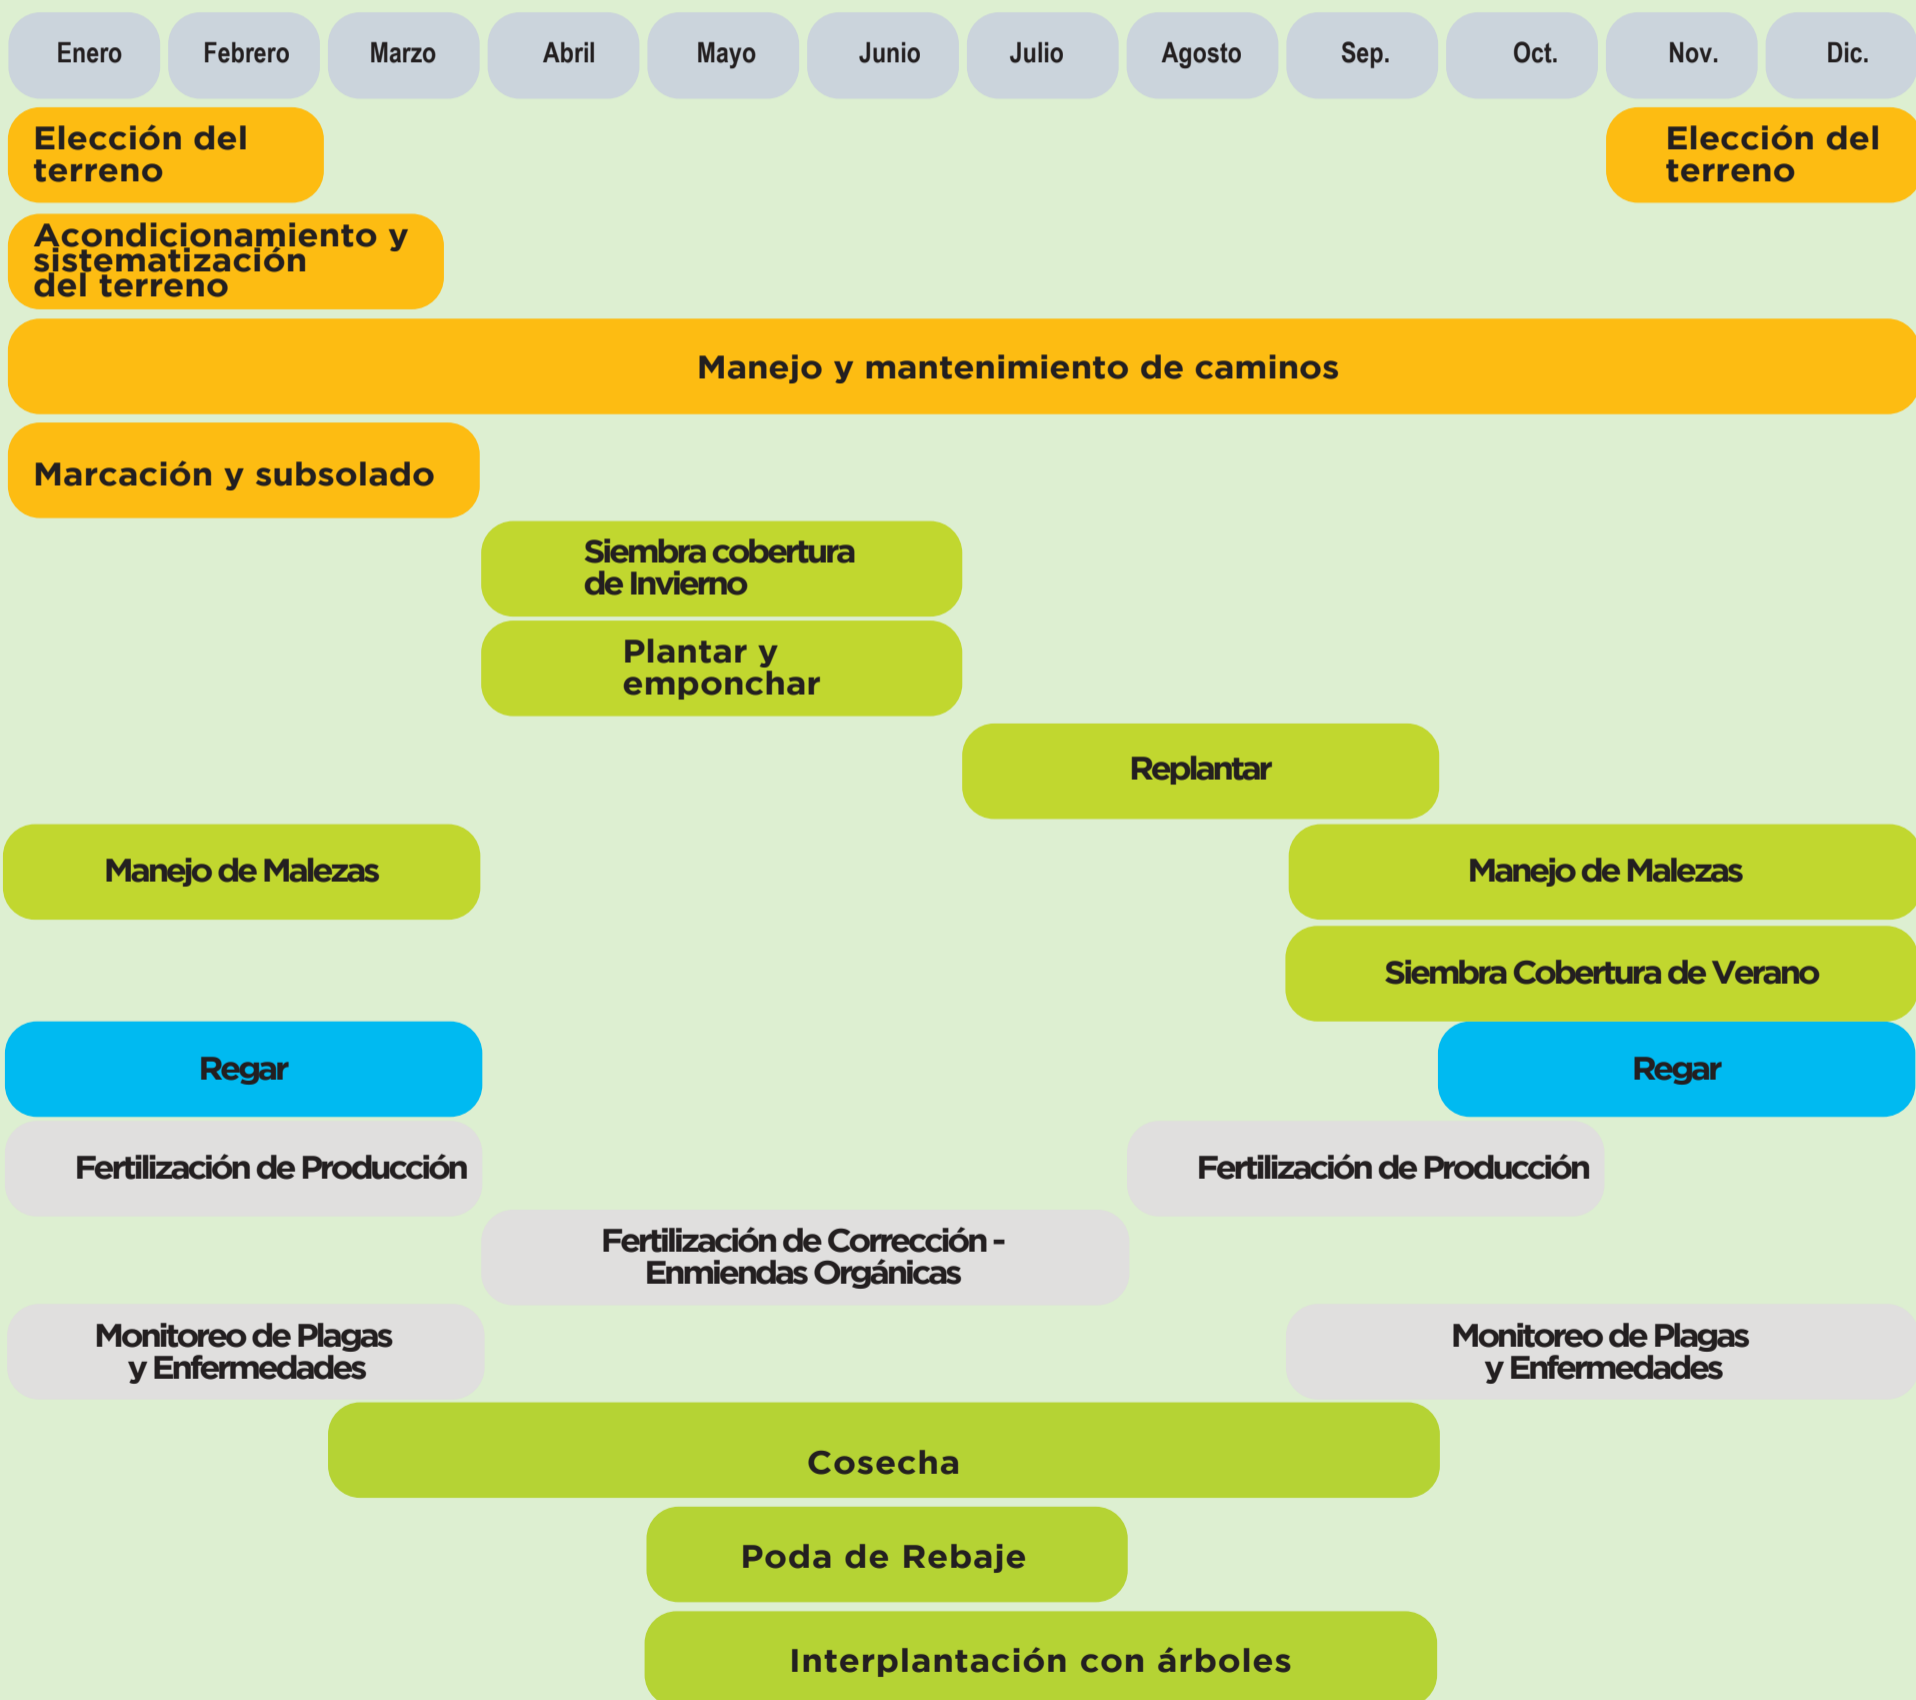 Enero Febrero Marzo Abril Mayo Junio Julio Agosto Sep. Oct. Nov. Dic.
Elección del
terreno
Elección del
terreno
Acondicionamiento y
sistematización
del terreno
Manejo y mantenimiento de caminos
Marcación y subsolado
Siembra cobertura
de Invierno
Plantar y
emponchar
Replantar
Manejo de Malezas
Manejo de Malezas
Siembra Cobertura de Verano
Regar
Regar
Fertilización de Producción
Fertilización de Producción
Fertilización de Corrección -
Enmiendas Orgánicas
Monitoreo de Plagas
y Enfermedades
Monitoreo de Plagas
y Enfermedades
Cosecha
Poda de Rebaje
Interplantación con árboles